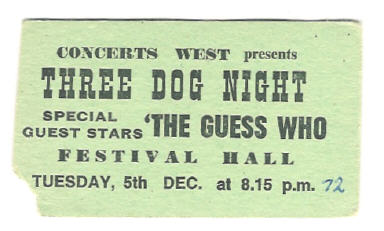 CONCERTS WEST presents
THREE DOG NIGHT
SPECIAL GUEST STARS 'THE GUESS WHO
FESTIVAL HALL
TUESDAY, 5th DEC. at 8.15 p.m. 72